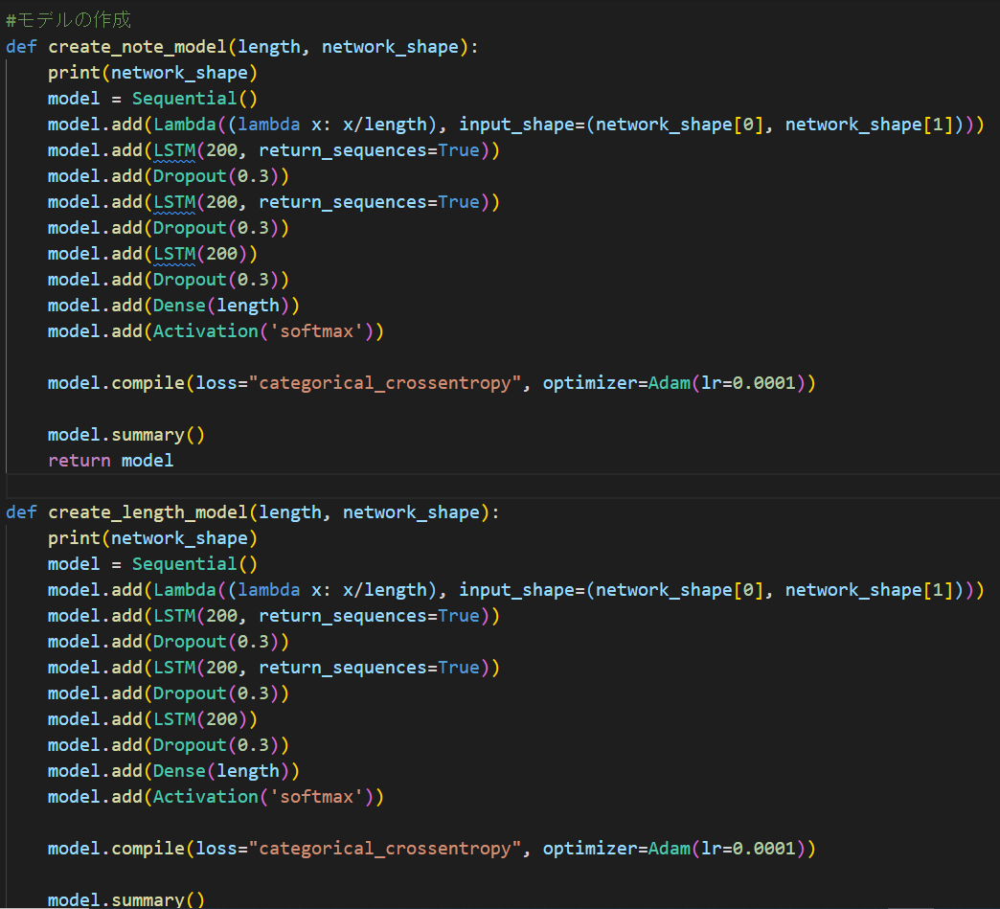 #モデルの作成
def create_note_model(length, network_shape):
    print(network_shape)
    model = Sequential()
    model.add(Lambda((lambda x: x/length), input_shape=(network_shape[0], network_shape[1])))
    model.add(LSTM(200, return_sequences=True))
    model.add(Dropout(0.3))
    model.add(LSTM(200, return_sequences=True))
    model.add(Dropout(0.3))
    model.add(LSTM(200))
    model.add(Dropout(0.3))
    model.add(Dense(length))
    model.add(Activation('softmax'))
    model.compile(loss="categorical_crossentropy", optimizer=Adam(lr=0.0001))
    model.summary()
    return model
def create_length_model(length, network_shape):
    print(network_shape)
    model = Sequential()
    model.add(Lambda((lambda x: x/length), input_shape=(network_shape[0], network_shape[1])))
    model.add(LSTM(200, return_sequences=True))
    model.add(Dropout(0.3))
    model.add(LSTM(200, return_sequences=True))
    model.add(Dropout(0.3))
    model.add(LSTM(200))
    model.add(Dropout(0.3))
    model.add(Dense(length))
    model.add(Activation('softmax'))
    model.compile(loss="categorical_crossentropy", optimizer=Adam(lr=0.0001))
    model.summary()